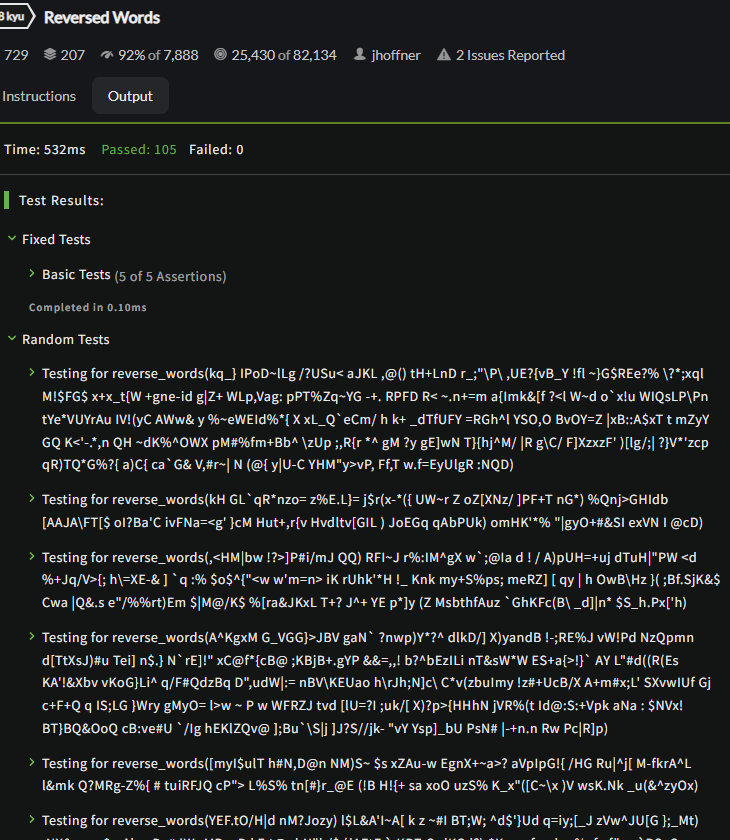 8 kyu Reversed Words
729 207 92% of 7,888 25,430 of 82,134 jhoffner 2 Issues Reported
Instructions Output
Time: 532ms Passed: 105 Failed: 0
Test Results:
Fixed Tests
Basic Tests (5 of 5 Assertions)
Completed in 0.10ms
Random Tests
Testing for reverse_words(kq_} IPoD~lLg /?USu< aJKL ,@() tH+LnD r_;"\P\ ,UE?{vB_Y !fl ~}G$REe?% \?*;xql
M!$FG$ x+x_t{W +gne-id g|Z+ WLp,Vag: pPT%Zq~YG -+. RPFD R< ~.n+=m a{Imk&[f ?<l W~d o`x!u WIQsLP\Pn
tYe*VUYrAu IV!(yC AWw& y %~eWEId%*{ X xL_Q`eCm/ h k+ _dTfUFY =RGh^l YSO,O BvOY=Z |xB::A$xT t mZyY
GQ K<'-.*,n QH ~dK%^OWX pM#%fm+Bb^ \zUp ;,R{r *^ gM ?y gE]wN T}{hj^M/ |R g\C/ F]XzxzF' )[lg/;| ?}V*'zcp
qR)TQ*G%?{ a)C{ ca`G& V,#r~| N (@{ y|U-C YHM"y>vP, Ff,T w.f=EyUlgR :NQD)
Testing for reverse_words(kH GL`qR*nzo= z%E.L}= j$r(x-*({ UW~r Z oZ[XNz/ ]PF+T nG*) %Qnj>GHIdb
[AAJA\FT[$ oI?Ba'C ivFNa=<g' }cM Hut+,r{v Hvdltv[GIL ) JoEGq qAbPUk) omHK'*% "|gyO+#&SI exVN I @cD)
Testing for reverse_words(,<HM|bw !?>]P#i/mJ QQ) RFI~J r%:IM^gX w`;@Ia d ! / A)pUH=+uj dTuH|"PW <d
%+Jq/V>{; h\=XE-& ] `q :% $o$^{"<w w'm=n> iK rUhk'*H !_ Knk my+S%ps; meRZ] [ qy | h OwB\Hz }( ;Bf.SjK&$
Cwa |Q&.s e"/%%rt)Em $|M@/K$ %[ra&JKxL T+? J^+ YE p*]y (Z MsbthfAuz `GhKFc(B\ _d]|n* $S_h.Px['h)
Testing for reverse_words(A^KgxM G_VGG}>JBV gaN` ?nwp)Y*?^ dlkD/] X)yandB !-;RE%J vW!Pd NzQpmn
d[TtXsJ)#u Tei] n$.} N`rE]!" xC@f*{cB@ ;KBjB+.gYP &&=,,! b?^bEzILi nT&sW*W ES+a{>!}` AY L"#d((R(Es
KA'!&Xbv vKoG}Li^ q/F#QdzBq D",udW|:= nBV\KEUao h\rJh;N]c\ C*v(zbuImy !z#+UcB/X A+m#x;L' SXvwIUf Gj
c+F+Q q IS;LG }Wry gMyO= l>w ~ P w WFRZJ tvd [IU=?I ;uk/[ X)?p>{HHhN jVR%(t Id@:S:+Vpk aNa : $NVx!
BT}BQ&OoQ cB:ve#U `/Ig hEKlZQv@ ];Bu`\S|j ]J?S//jk- "vY Ysp]_bU PsN# |-+n.n Rw Pc|R]p)
Testing for reverse_words([myI$ulT h#N,D@n NM)S~ $s xZAu-w EgnX+~a>? aVpIpG!{ /HG Ru|^j[ M-fkrA^L
l&mk Q?MRg-Z%{ # tuiRFJQ cP"> L%S% tn[#}r_@E (!B H!{+ sa xoO uzS% K_x"([C~\x )V wsK.Nk _u(&^zyOx)
Testing for reverse_words(YEF.tO/H|d nM?Jozy) I$L&A'I~A[ k z ~#I BT;W; ^d$'}Ud q=iy;[_J zVw^JU[G };_Mt)